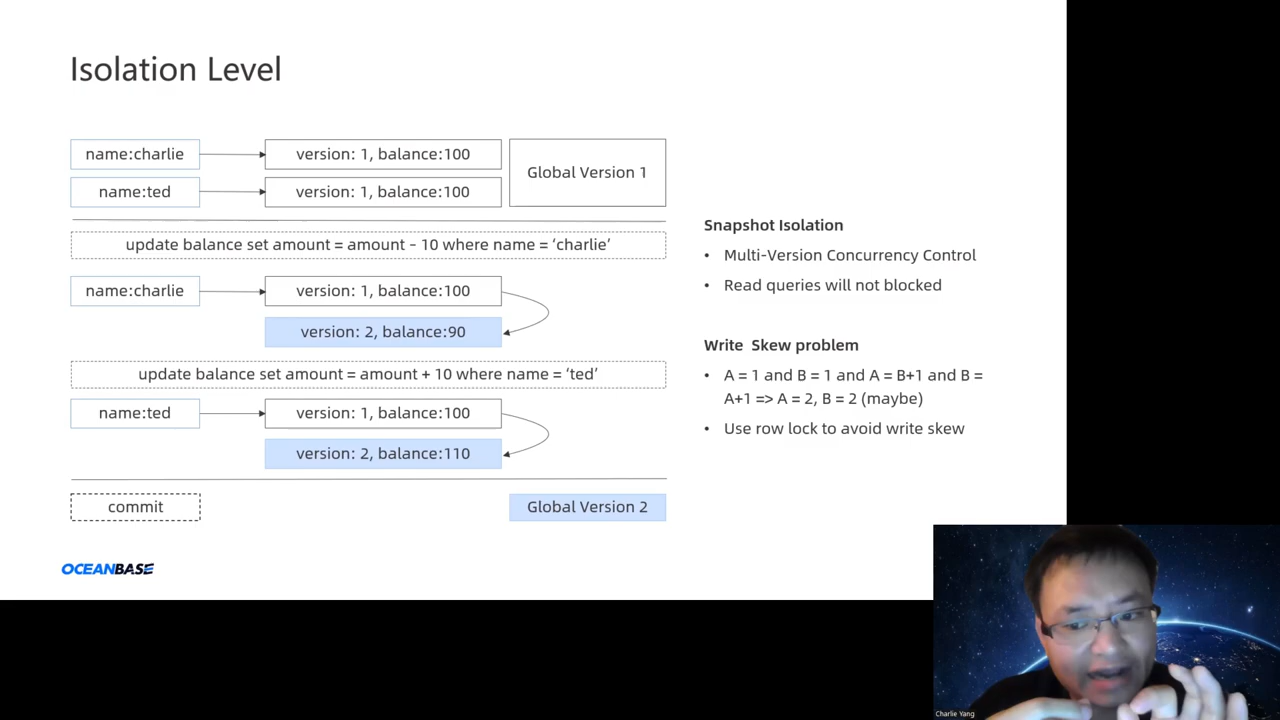 Isolation Level
name:charlie
version: 1, balance:100
Global Version 1
name:ted
version: 1, balance:100
update balance set amount = amount – 10 where name = ‘charlie’
name:charlie
version: 1, balance:100
version: 2, balance:90
update balance set amount = amount + 10 where name = ‘ted’
name:ted
version: 1, balance:100
version: 2, balance:110
commit
Global Version 2
Snapshot Isolation
• Multi-Version Concurrency Control
• Read queries will not blocked
Write  Skew problem
• A = 1 and B = 1 and A = B+1 and B =
A+1 => A = 2, B = 2 (maybe)
• Use row lock to avoid write skew
OCEANBASE
Charlie Yang